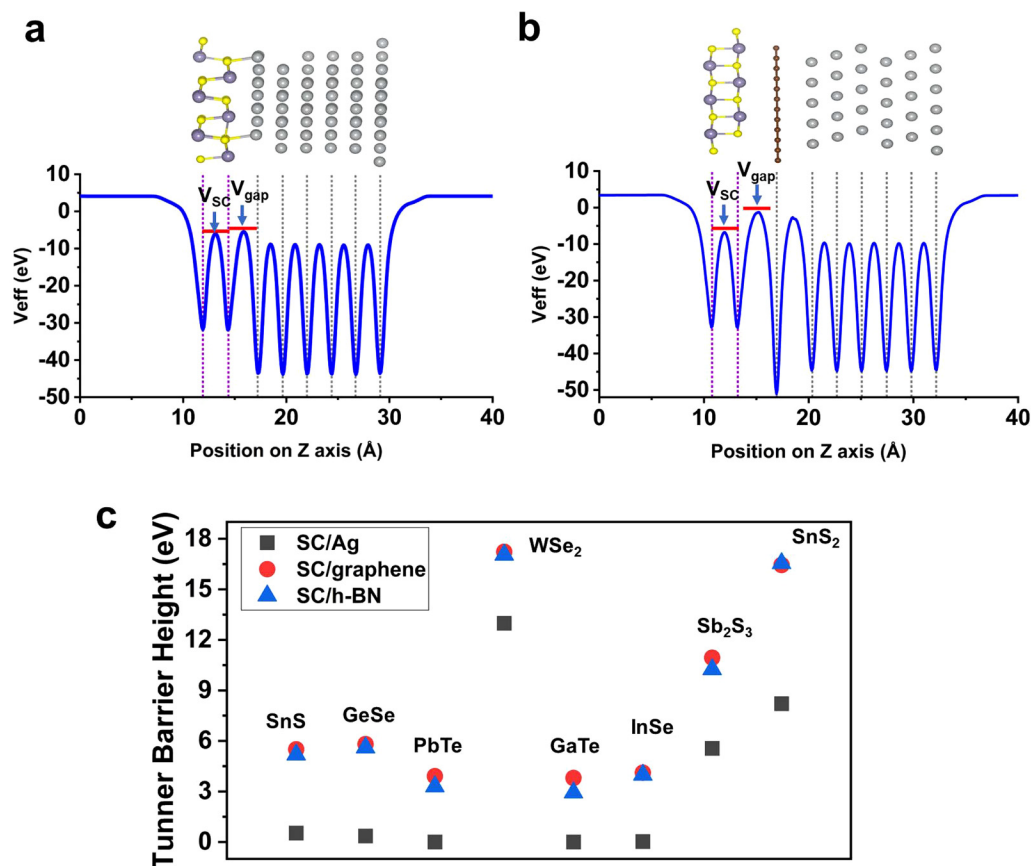 a
b
V_SC
V_gap
10
0
-10
-20
-30
-40
-50
Veff (eV)
0
10
20
30
40
Position on Z axis (Å)
V_SC
V_gap
10
0
-10
-20
-30
-40
-50
Veff (eV)
0
10
20
30
40
Position on Z axis (Å)
c
Tunner Barrier Height (eV)
18
15
12
9
6
3
0
SC/Ag
SC/graphene
SC/h-BN
SnS
GeSe
PbTe
WSe₂
GaTe
InSe
Sb₂S₃
SnS₂